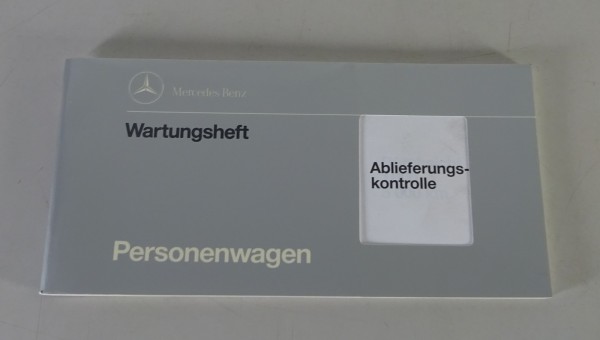 Mercedes Benz
Wartungsheft
Ablieferungs-
kontrolle
Personenwagen